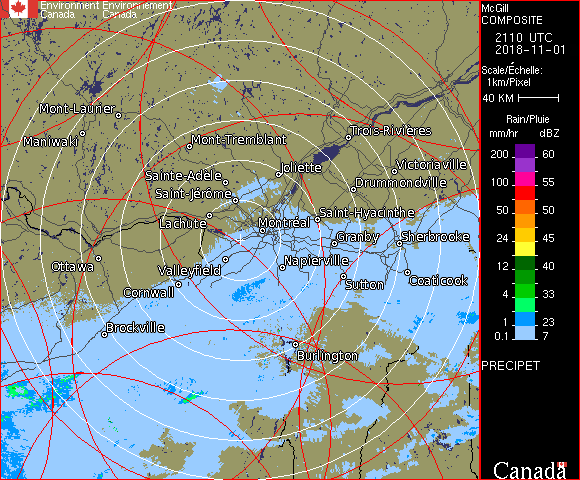 Environment Environnement
Canada Canada
McGill
COMPOSITE
2110 UTC
2018-11-01
Scale/Échelle:
1km/Pixel
40 KM
Rain/Pluie
mm/hr dBZ
200 60
100 55
50 50
24 45
12 40
4 33
1 23
0.1 7
PRECIPET
Canada
Mont-Laurier
Maniwaki
Mont-Tremblant
Trois-Rivières
Sainte-Adèle
Joliette
Victoriaville
Saint-Jérôme
Drummondville
Lachute
Montréal
Saint-Hyacinthe
Granby
Sherbrooke
Ottawa
Valleyfield
Napierville
Cornwall
Sutton
Coaticook
Brockville
Burlington